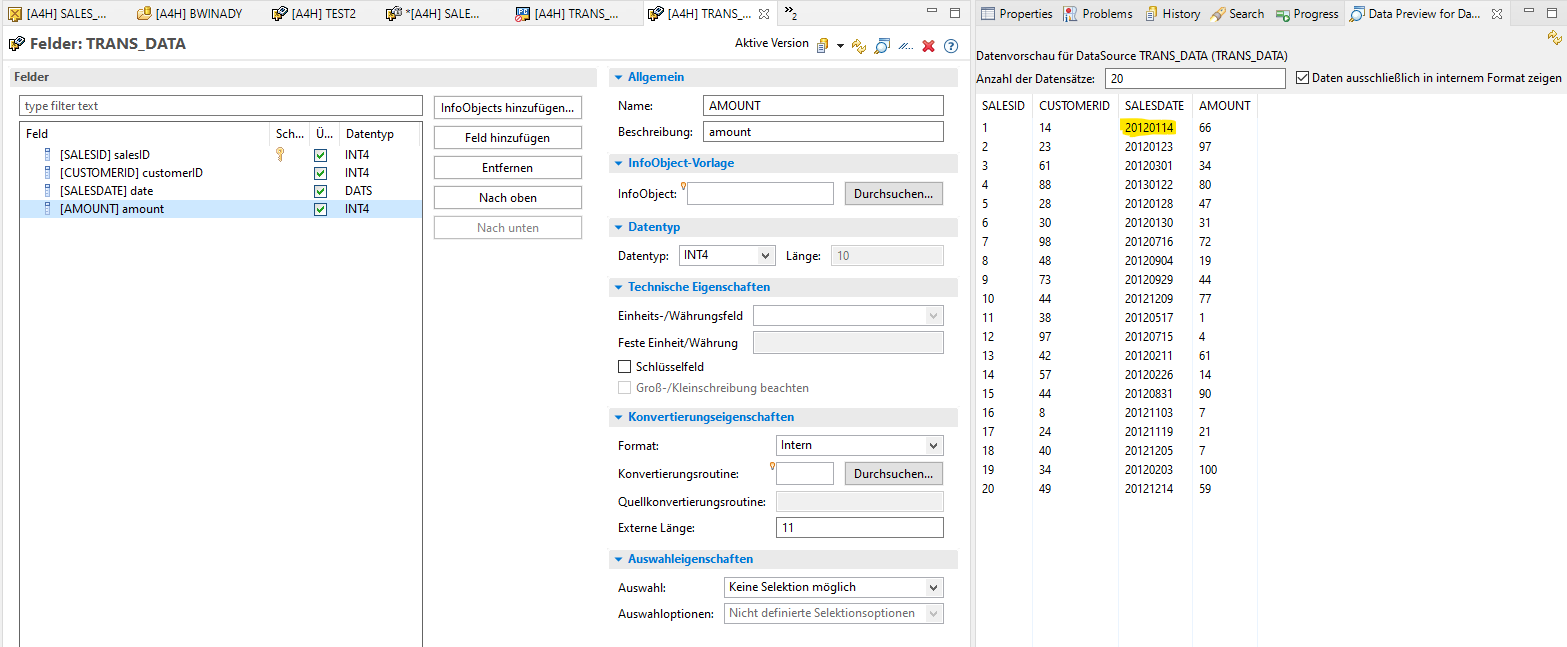 [A4H] SALES_...
[A4H] BWINADY
[A4H] TEST2
*[A4H] SALE...
[A4H] TRANS_...
[A4H] TRANS_...
»2
Felder: TRANS_DATA
Aktive Version
Felder
type filter text
Feld Sch... Ü... Datentyp
[SALESID] salesID INT4
[CUSTOMERID] customerID INT4
[SALESDATE] date DATS
[AMOUNT] amount INT4
InfoObjects hinzufügen...
Feld hinzufügen
Entfernen
Nach oben
Nach unten
Allgemein
Name: AMOUNT
Beschreibung: amount
InfoObject-Vorlage
InfoObject: Durchsuchen...
Datentyp
Datentyp: INT4 Länge: 10
Technische Eigenschaften
Einheits-/Währungsfeld
Feste Einheit/Währung
Schlüsselfeld
Groß-/Kleinschreibung beachten
Konvertierungseigenschaften
Format: Intern
Konvertierungsroutine: Durchsuchen...
Quellkonvertierungsroutine:
Externe Länge: 11
Auswahleigenschaften
Auswahl: Keine Selektion möglich
Auswahloptionen: Nicht definierte Selektionsoptionen
Properties
Problems
History
Search
Progress
Data Preview for Da...
Datenvorschau für DataSource TRANS_DATA (TRANS_DATA)
Anzahl der Datensätze: 20 Daten ausschließlich in internem Format zeigen
SALESID CUSTOMERID SALESDATE AMOUNT
1 14 20120114 66
2 23 20120123 97
3 61 20120301 34
4 88 20130122 80
5 28 20120128 47
6 30 20120130 31
7 98 20120716 72
8 48 20120904 19
9 73 20120929 44
10 44 20121209 77
11 38 20120517 1
12 97 20120715 4
13 42 20120211 61
14 57 20120226 14
15 44 20120831 90
16 8 20121103 7
17 24 20121119 21
18 40 20121205 7
19 34 20120203 100
20 49 20121214 59